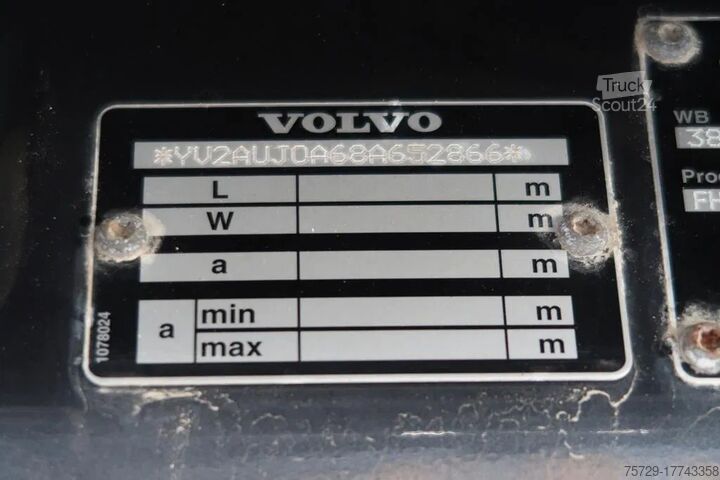 VOLVO
*YV2AUJ0A68A652866*
L m
W m
a m
a min m
max m
1078024
WB
38
Prod
FH
Truck
Scout24
75729-17743358